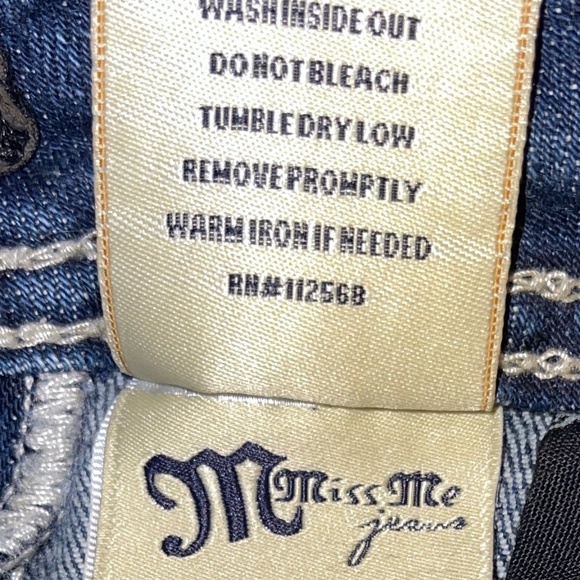 WASH INSIDE OUT
DO NOT BLEACH
TUMBLE DRY LOW
REMOVE PROMPTLY
WARM IRON IF NEEDED
RN#112568
M Miss Me
jeans